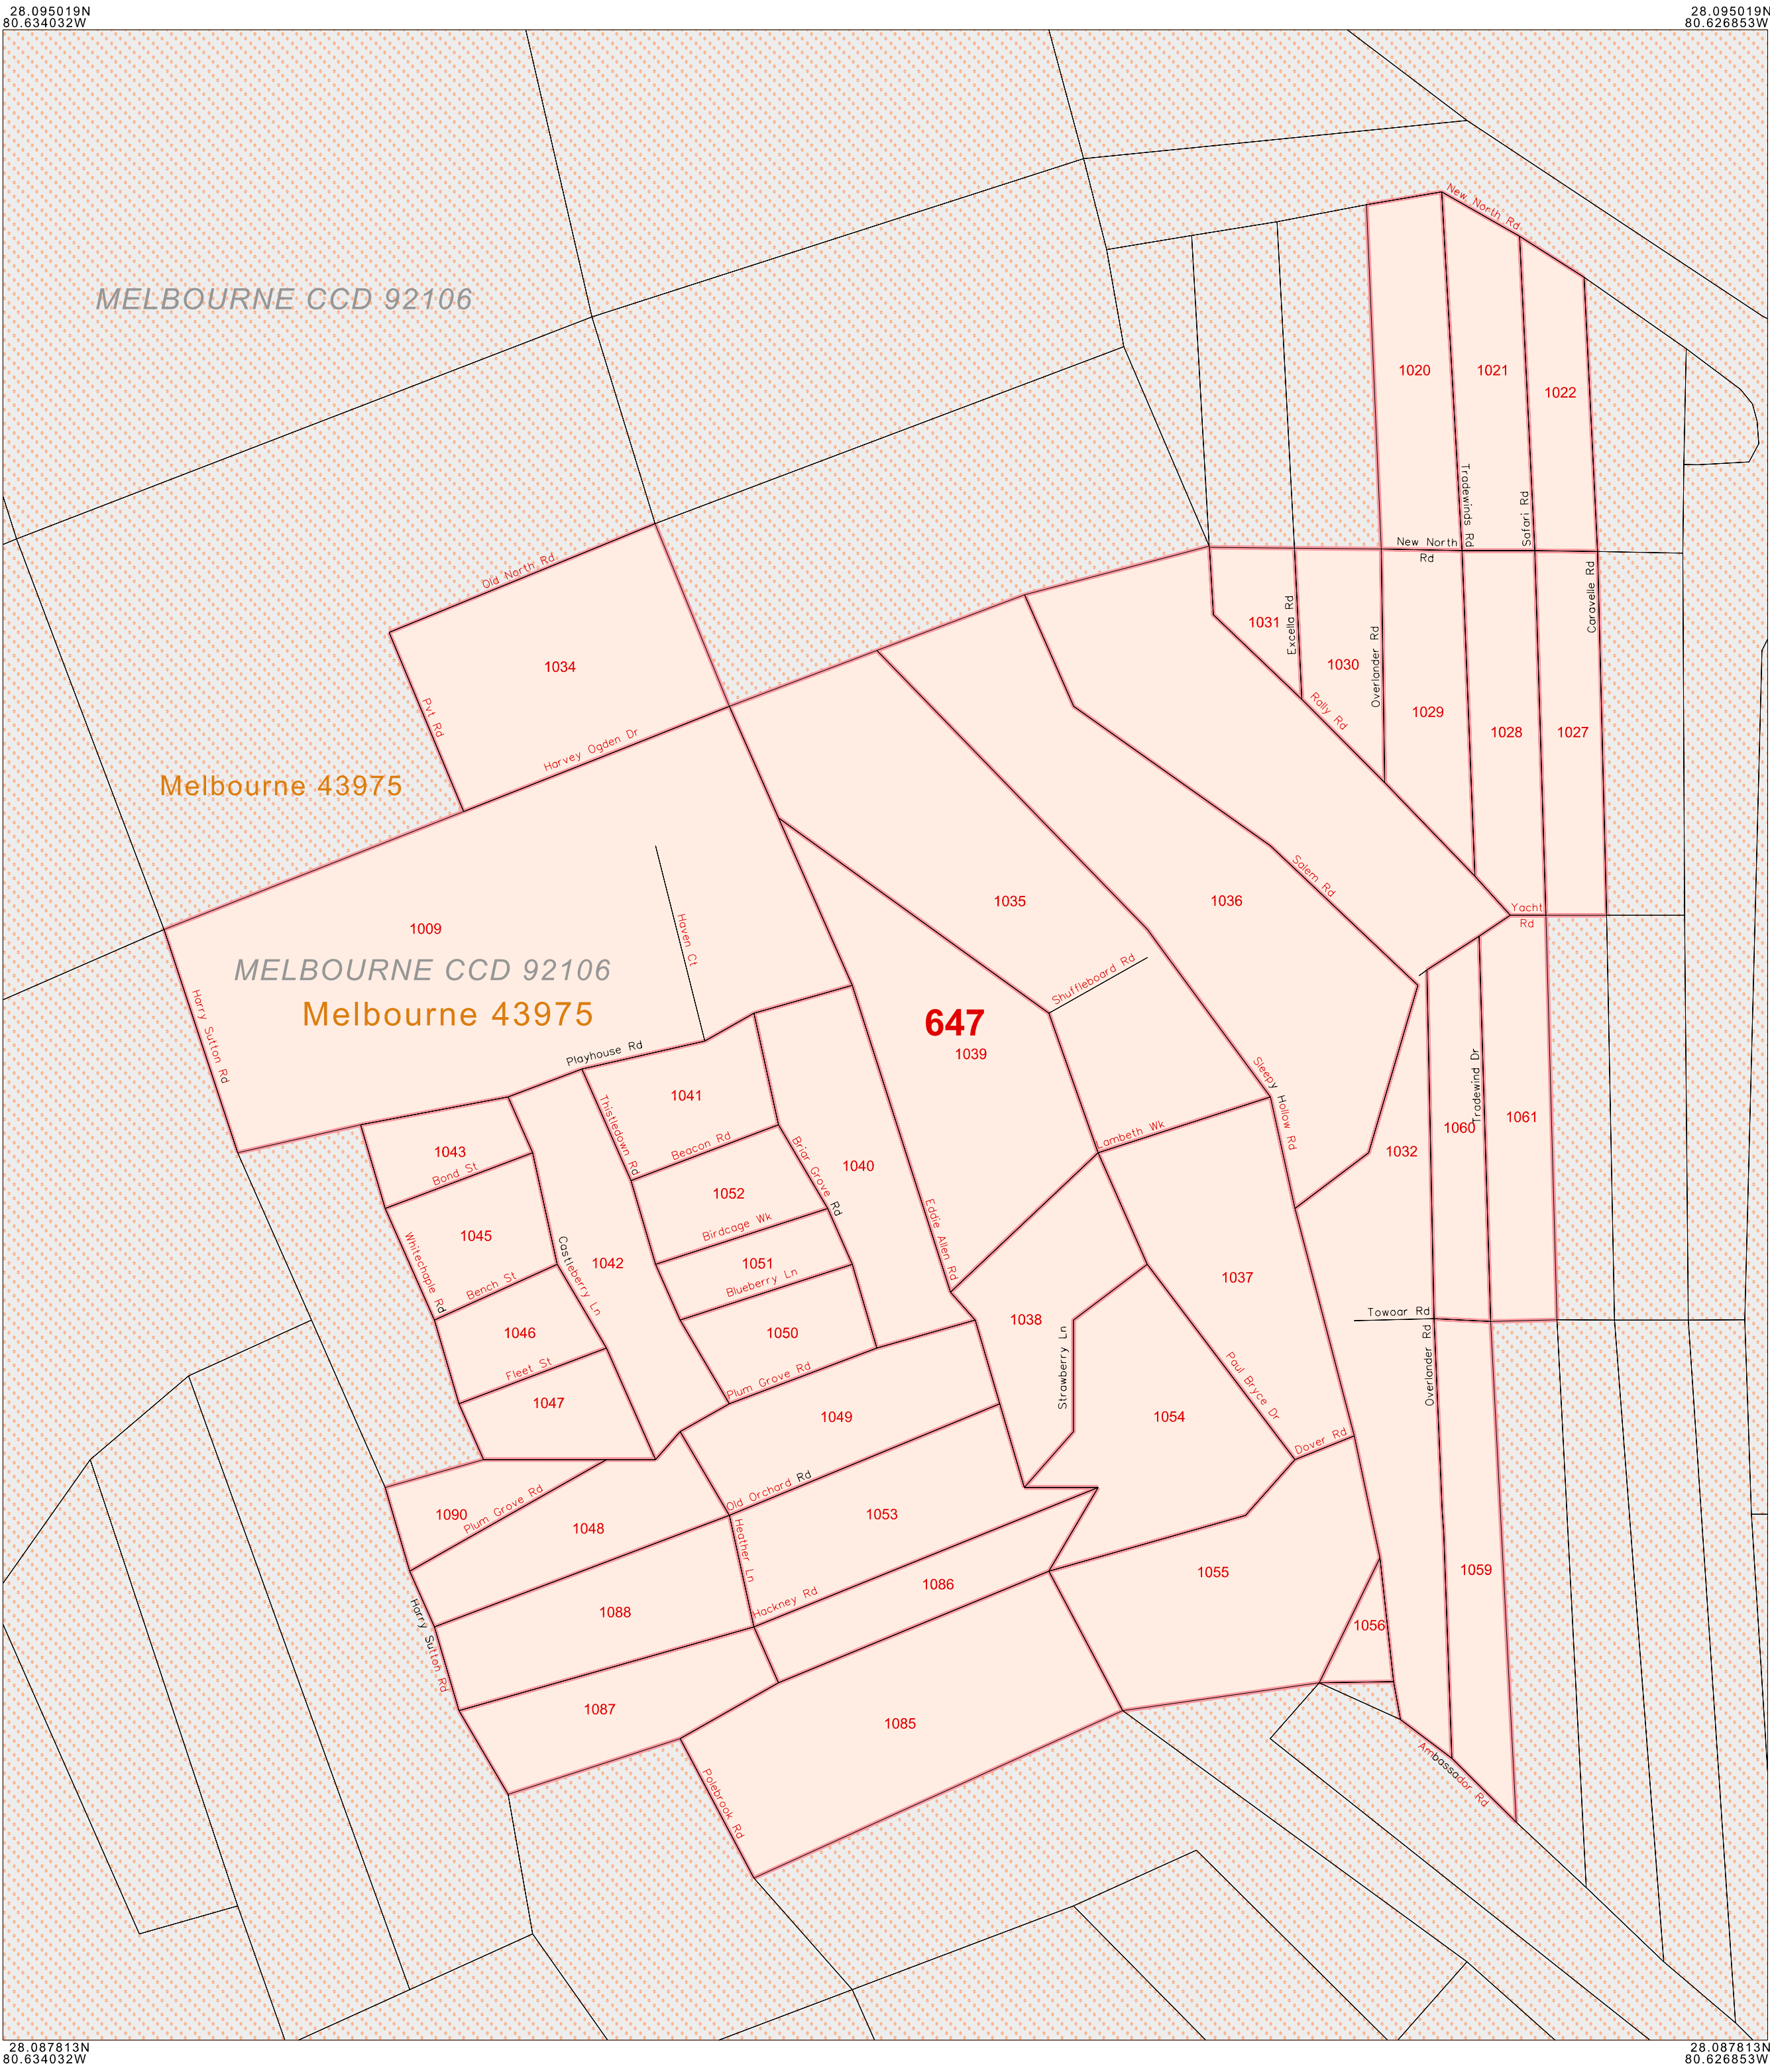 28.095019N
80.634032W
28.095019N
80.626853W
New North Rd
MELBOURNE CCD 92106
1020
1021
1022
Tradewinds Rd
Safari Rd
New North
Rd
Old North Rd
Caravelle Rd
1031
Excella Rd
Overlander Rd
1034
1030
Pvt Rd
Rally Rd
1029
1028
1027
Harvey Ogden Dr
Melbourne 43975
Salem Rd
1035
1036
Yacht
Rd
1009
Haven Ct
MELBOURNE CCD 92106
Melbourne 43975
Shuffleboard Rd
647
1039
Harry Sutton Rd
Playhouse Rd
Sleepy Hollow Rd
Tradewind Dr
1041
Thistledown Rd
1061
1060
Lambeth Wk
Beacon Rd
Briar Grove Rd
1043
1032
Bond St
1040
1052
Eddie Allen Rd
Birdcage Wk
1045
Whitechaple Rd
Castleberry Ln
1042
1051
Blueberry Ln
1037
Bench St
Towoar Rd
1038
1046
1050
Strawberry Ln
Overlander Rd
Fleet St
Paul Bryce Dr
Plum Grove Rd
1047
1049
1054
Dover Rd
Old Orchard Rd
Plum Grove Rd
1090
1048
1053
Heather Ln
1059
1055
1086
Hackney Rd
1088
Harry Sutton Rd
1056
1087
1085
Ambassador Rd
Polebrook Rd
28.087813N
80.634032W
28.087813N
80.626853W